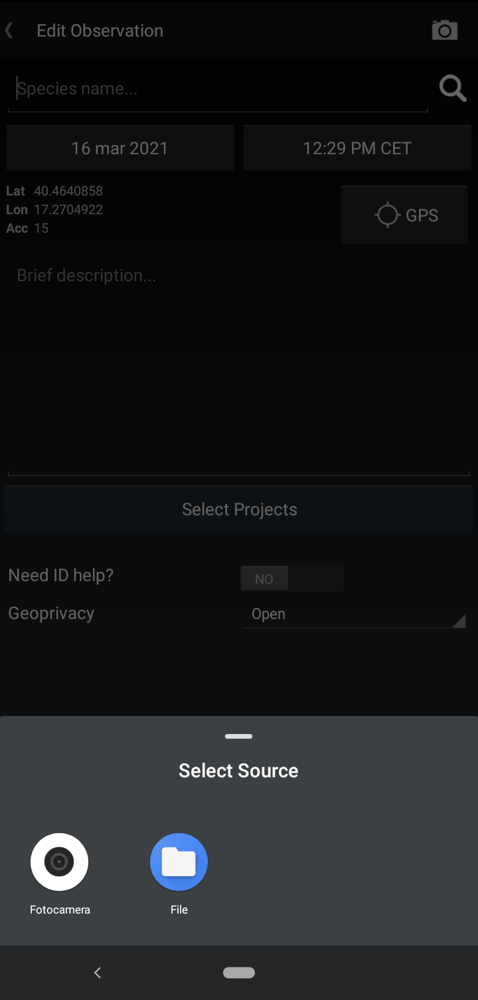 Edit Observation
Species name...
16 mar 2021
12:29 PM CET
Lat 40.4640858
Lon 17.2704922
Acc 15
GPS
Brief description...
Select Projects
Need ID help?
NO
Geoprivacy
Open
Select Source
Fotocamera
File